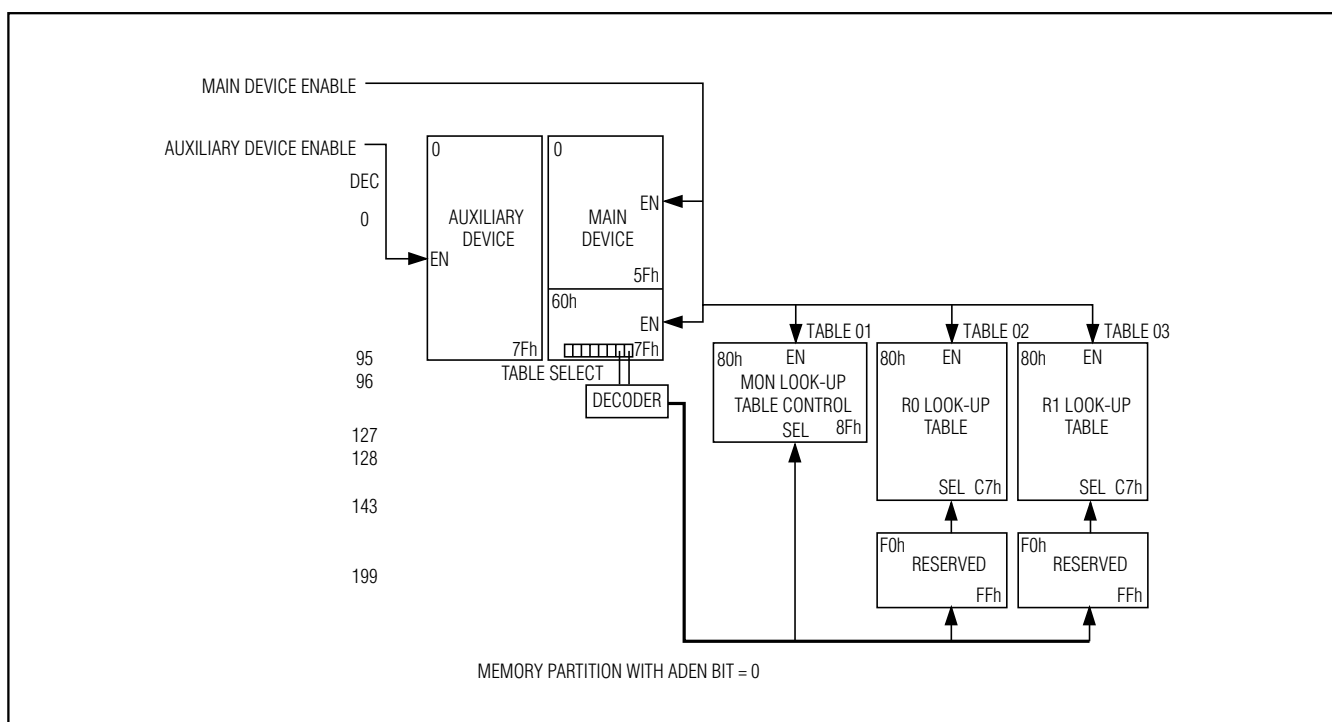 MAIN DEVICE ENABLE
AUXILIARY DEVICE ENABLE
DEC
0
95
96
127
128
143
199
0
AUXILIARY
DEVICE
EN
7Fh
0
MAIN
DEVICE
EN
5Fh
60h
EN
7Fh
TABLE SELECT
DECODER
TABLE 01
80h
EN
MON LOOK-UP
TABLE CONTROL
SEL
8Fh
TABLE 02
80h
EN
R0 LOOK-UP
TABLE
SEL C7h
F0h
RESERVED
FFh
TABLE 03
80h
EN
R1 LOOK-UP
TABLE
SEL C7h
F0h
RESERVED
FFh
MEMORY PARTITION WITH ADEN BIT = 0